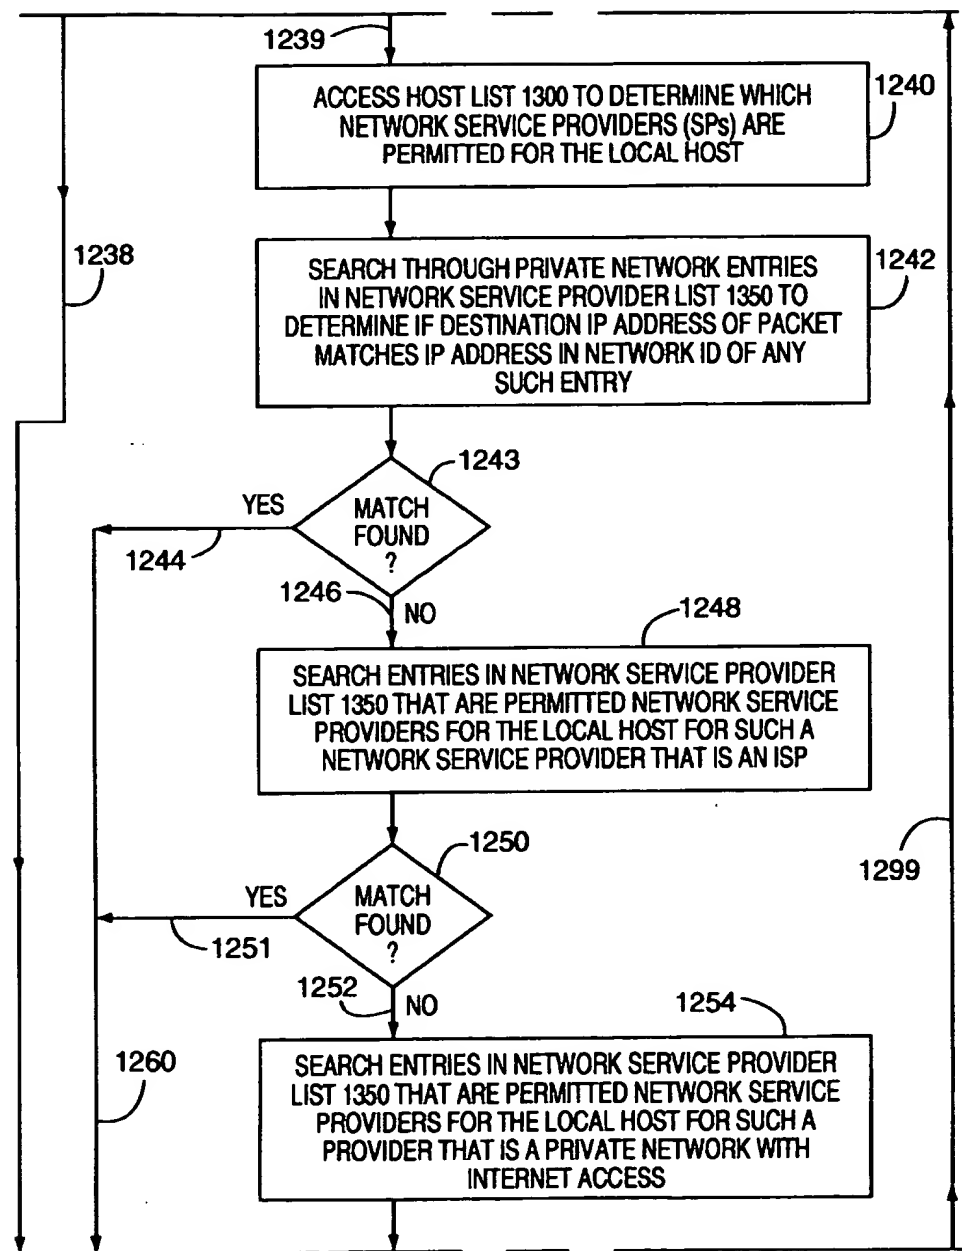 1239
ACCESS HOST LIST 1300 TO DETERMINE WHICH
NETWORK SERVICE PROVIDERS (SPs) ARE
PERMITTED FOR THE LOCAL HOST
1240
1238
SEARCH THROUGH PRIVATE NETWORK ENTRIES
IN NETWORK SERVICE PROVIDER LIST 1350 TO
DETERMINE IF DESTINATION IP ADDRESS OF PACKET
MATCHES IP ADDRESS IN NETWORK ID OF ANY
SUCH ENTRY
1242
1243
YES
MATCH
FOUND
?
1244
1246
NO
1248
SEARCH ENTRIES IN NETWORK SERVICE PROVIDER
LIST 1350 THAT ARE PERMITTED NETWORK SERVICE
PROVIDERS FOR THE LOCAL HOST FOR SUCH A
NETWORK SERVICE PROVIDER THAT IS AN ISP
1250
1299
YES
MATCH
FOUND
?
1251
1252
NO
1254
1260
SEARCH ENTRIES IN NETWORK SERVICE PROVIDER
LIST 1350 THAT ARE PERMITTED NETWORK SERVICE
PROVIDERS FOR THE LOCAL HOST FOR SUCH A
PROVIDER THAT IS A PRIVATE NETWORK WITH
INTERNET ACCESS